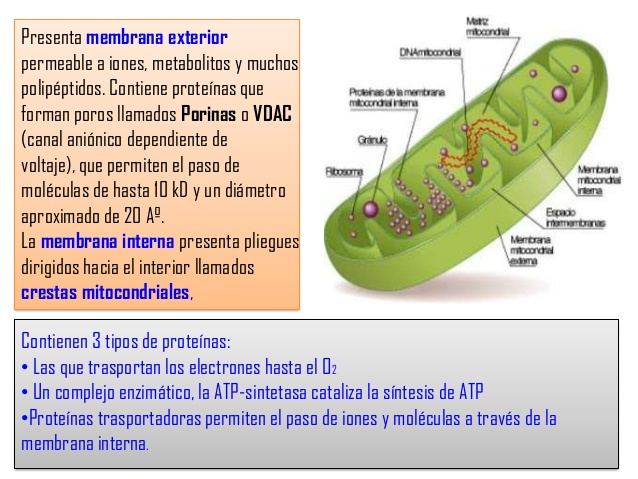 Presenta membrana exterior
permeable a iones, metabolitos y muchos
polipéptidos. Contiene proteínas que
forman poros llamados Porinas o VDAC
(canal aniónico dependiente de
voltaje), que permiten el paso de
moléculas de hasta 10 kD y un diámetro
aproximado de 20 Aº.
La membrana interna presenta pliegues
dirigidos hacia el interior llamados
crestas mitocondriales,
Matriz
mitocondrial
DNA mitocondrial
Proteínas de la membrana
mitocondrial interna
Gránulo
Ribosoma
Membrana
mitocondrial
interna
Espacio
intermembranas
Membrana
mitocondrial
externa
Contienen 3 tipos de proteínas:
• Las que trasportan los electrones hasta el O2
• Un complejo enzimático, la ATP-sintetasa cataliza la síntesis de ATP
•Proteínas trasportadoras permiten el paso de iones y moléculas a través de la
membrana interna.